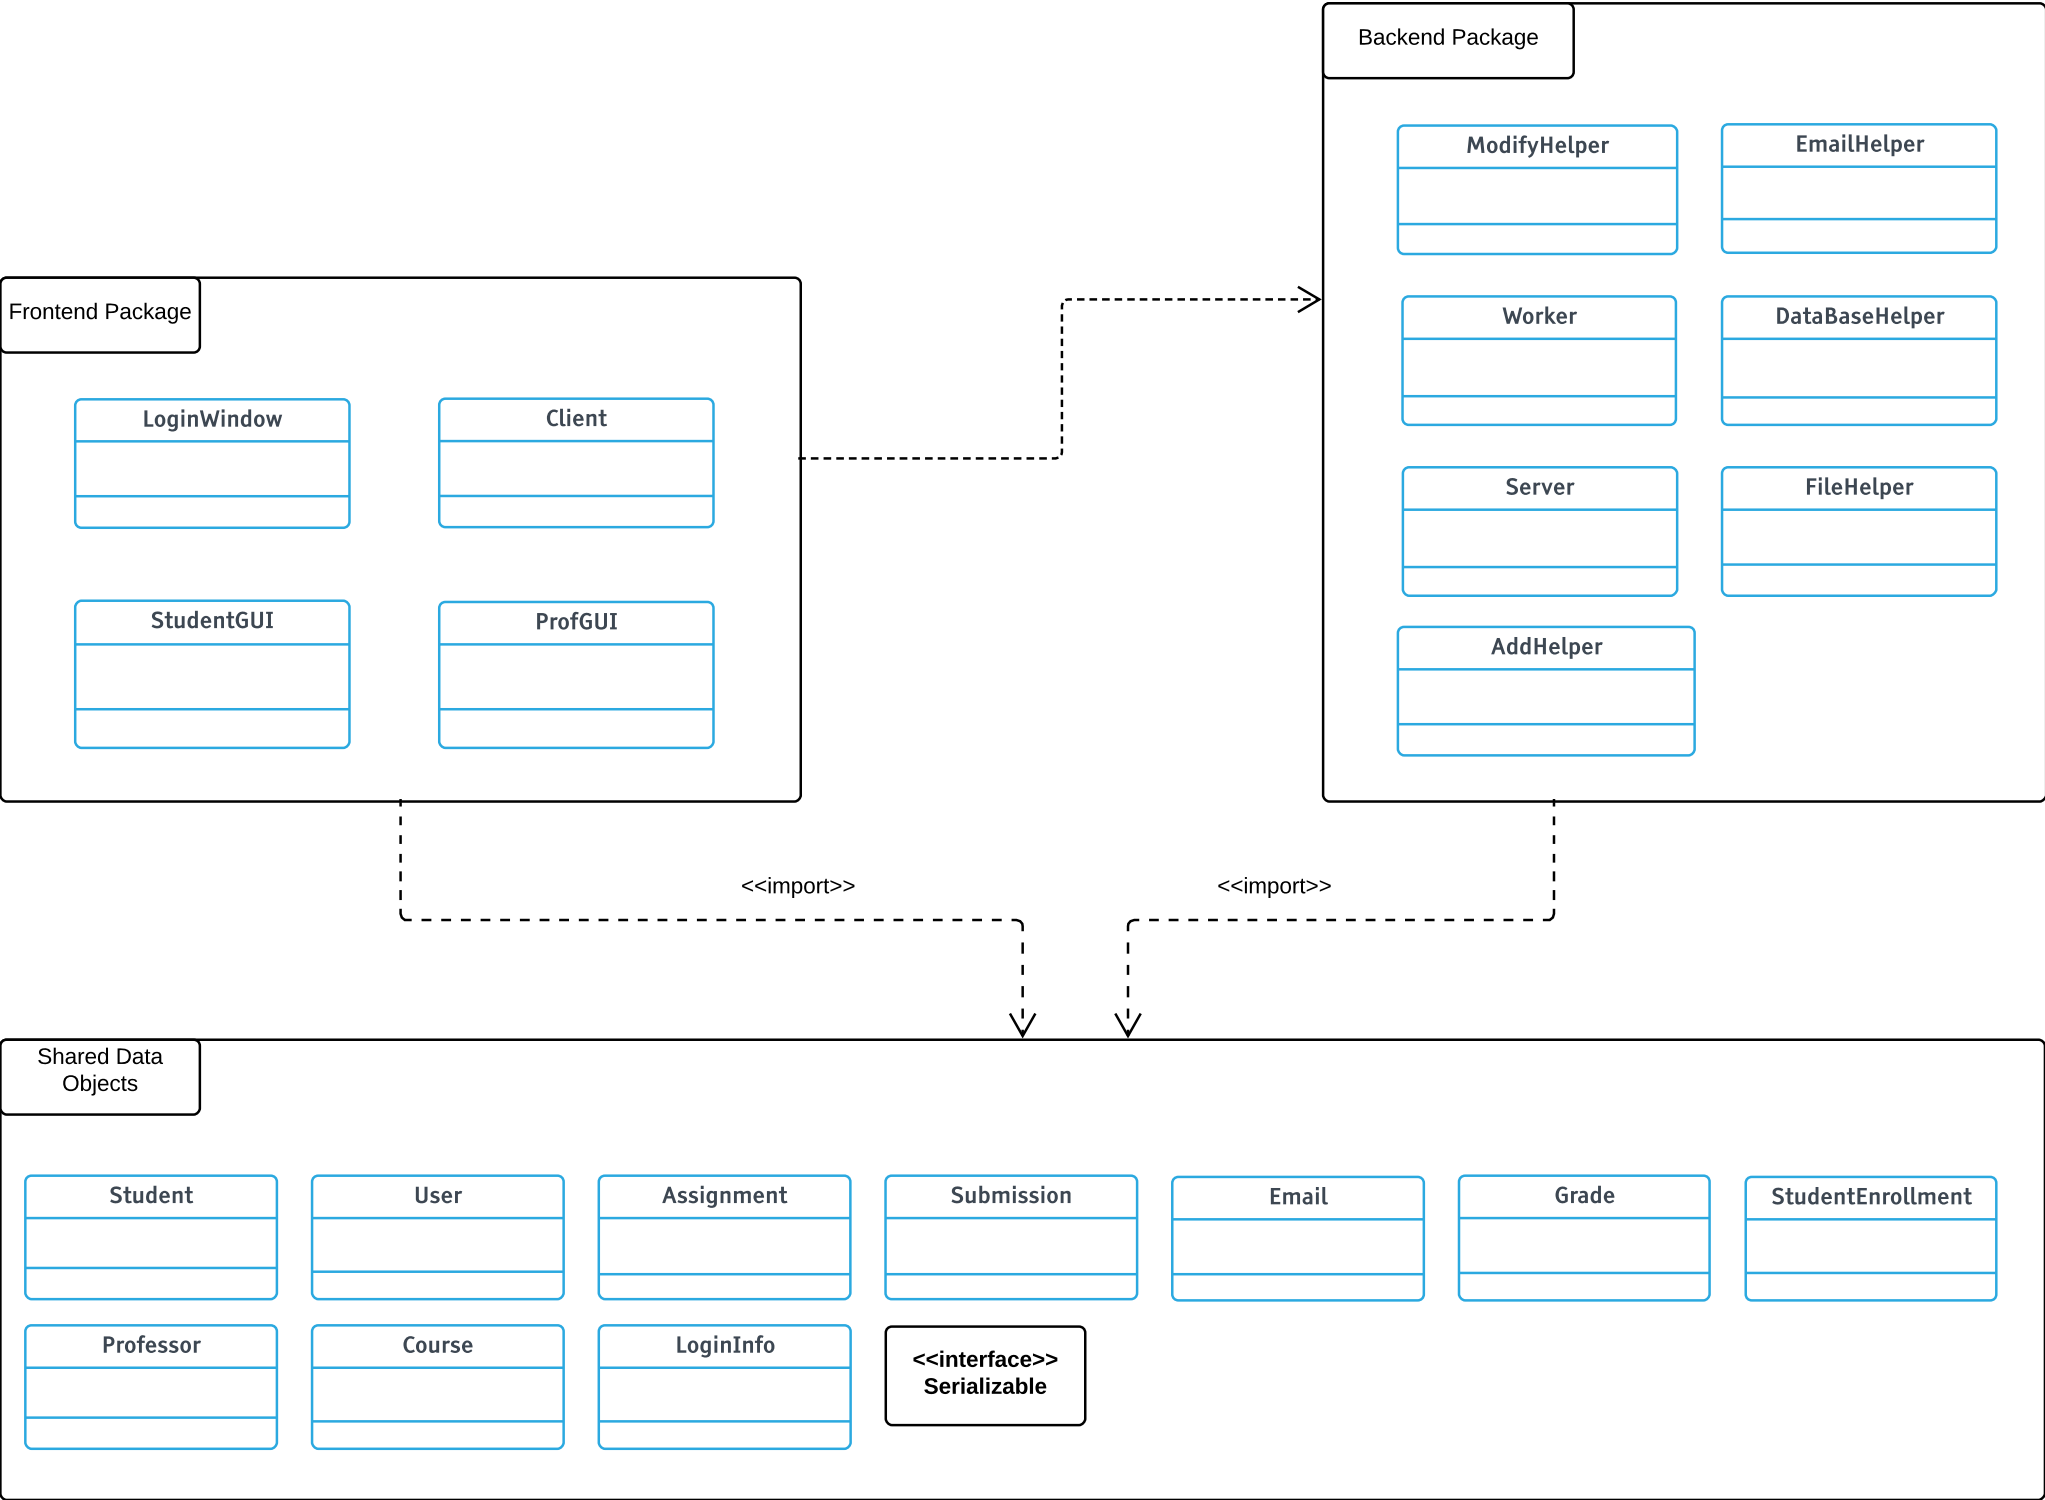 Backend Package
ModifyHelper
EmailHelper
Worker
DataBaseHelper
Server
FileHelper
AddHelper
Frontend Package
LoginWindow
Client
StudentGUI
ProfGUI
<<import>>
<<import>>
Shared Data
Objects
Student
User
Assignment
Submission
Email
Grade
StudentEnrollment
Professor
Course
LoginInfo
<<interface>>
Serializable